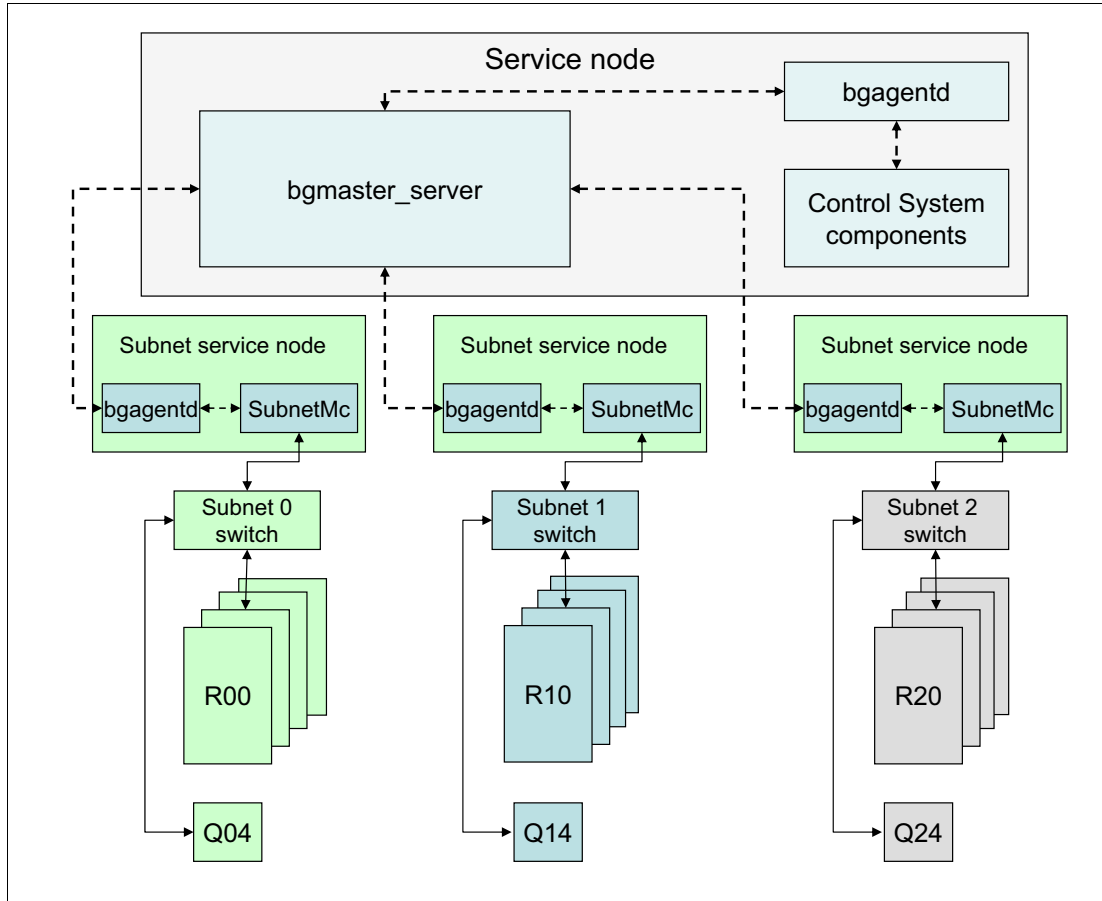 Service node
bgagentd
bgmaster_server
Control System
components
Subnet service node
Subnet service node
Subnet service node
bgagentd
SubnetMc
bgagentd
SubnetMc
bgagentd
SubnetMc
Subnet 0
switch
Subnet 1
switch
Subnet 2
switch
R00
R10
R20
Q04
Q14
Q24